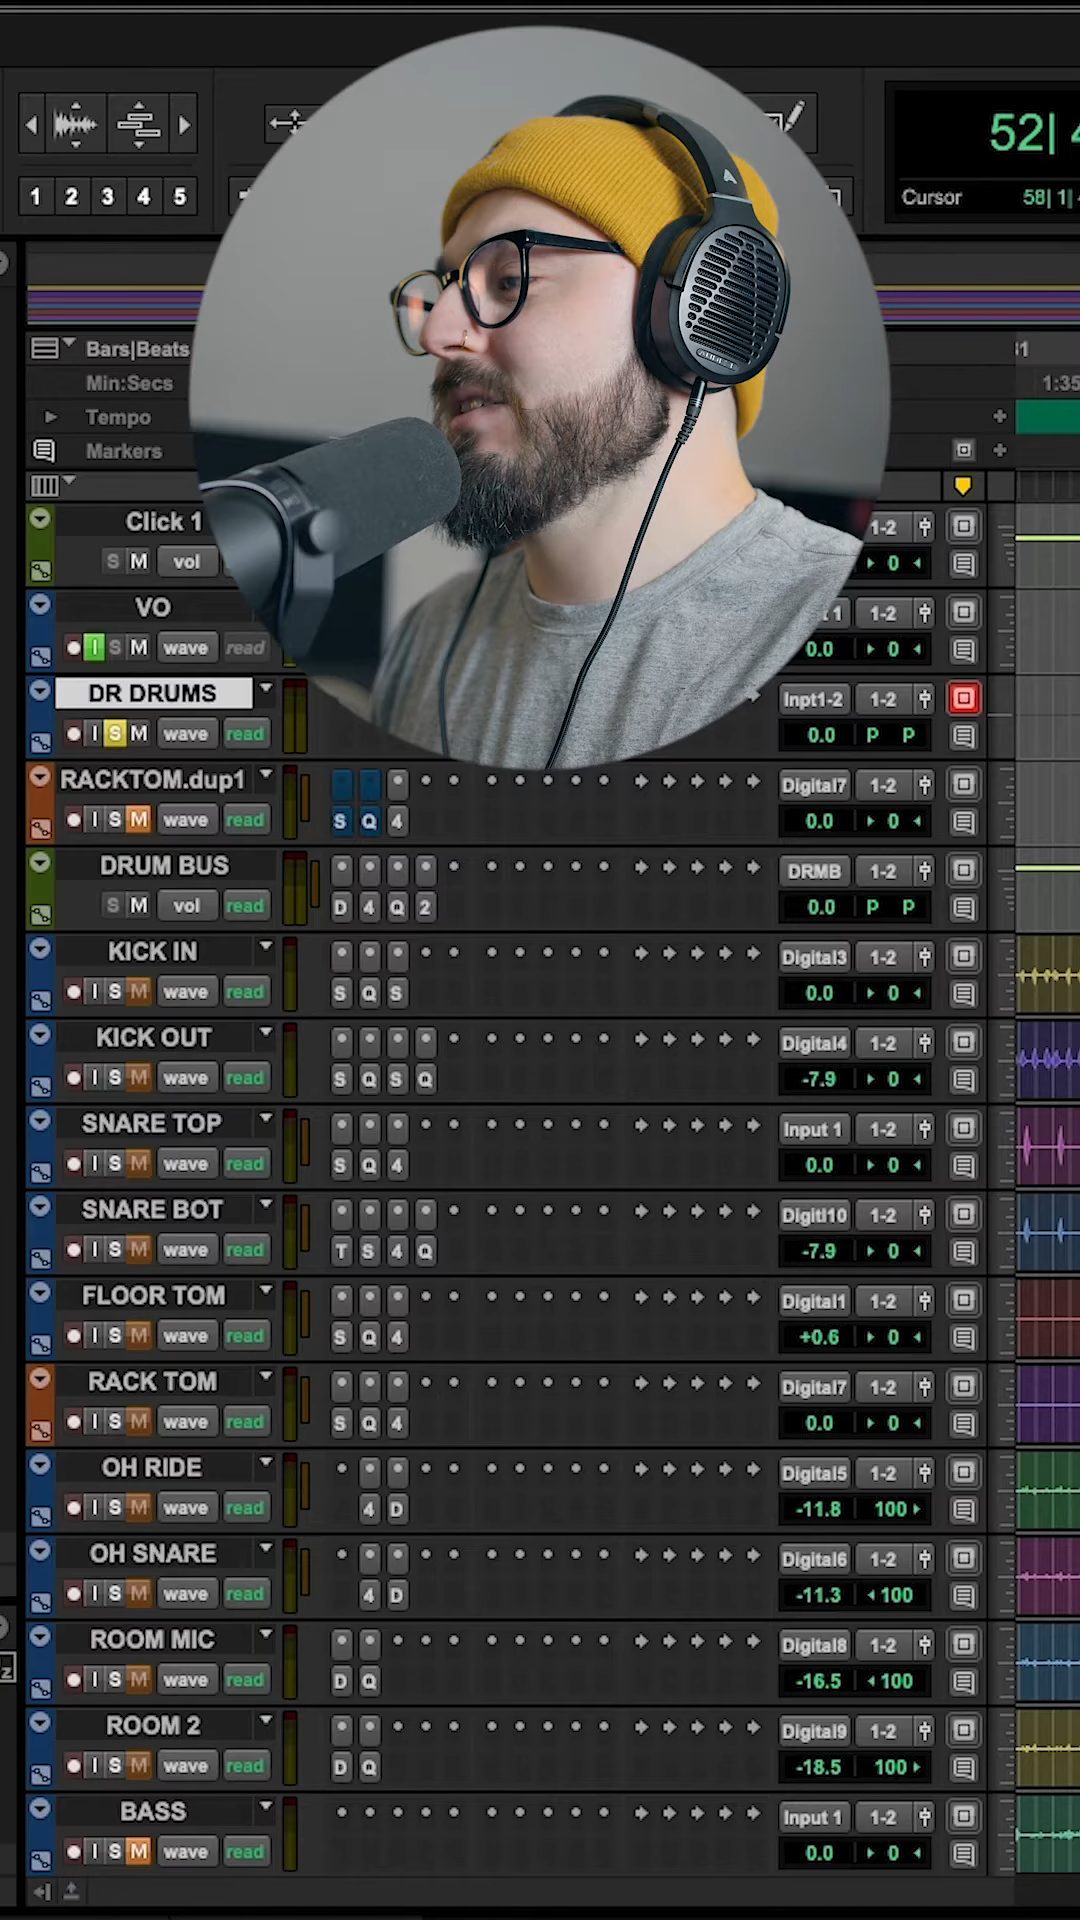 1 2 3 4 5
52| 4
Cursor 58| 1|
Bars|Beats
Min:Secs 1:35
Tempo
Markers
Click 1 1-2
S M vol 0
VO 1 1-2
I S M wave read 0.0 0
DR DRUMS Inpt1-2 1-2
I S M wave read 0.0 P P
RACKTOM.dup1 Digital7 1-2
I S M wave read S Q 4 0.0 0
DRUM BUS DRMB 1-2
S M vol read D 4 Q 2 0.0 P P
KICK IN Digital3 1-2
I S M wave read S Q S 0.0 0
KICK OUT Digital4 1-2
I S M wave read S Q S Q -7.9 0
SNARE TOP Input 1 1-2
I S M wave read S Q 4 0.0 0
SNARE BOT Digiti10 1-2
I S M wave read T S 4 Q -7.9 0
FLOOR TOM Digital1 1-2
I S M wave read S Q 4 +0.6 0
RACK TOM Digital7 1-2
I S M wave read S Q 4 0.0 0
OH RIDE Digital5 1-2
I S M wave read 4 D -11.8 100
OH SNARE Digital6 1-2
I S M wave read 4 D -11.3 100
ROOM MIC Digital8 1-2
I S M wave read D Q -16.5 100
ROOM 2 Digital9 1-2
I S M wave read D Q -18.5 100
BASS Input 1 1-2
I S M wave read 0.0 0